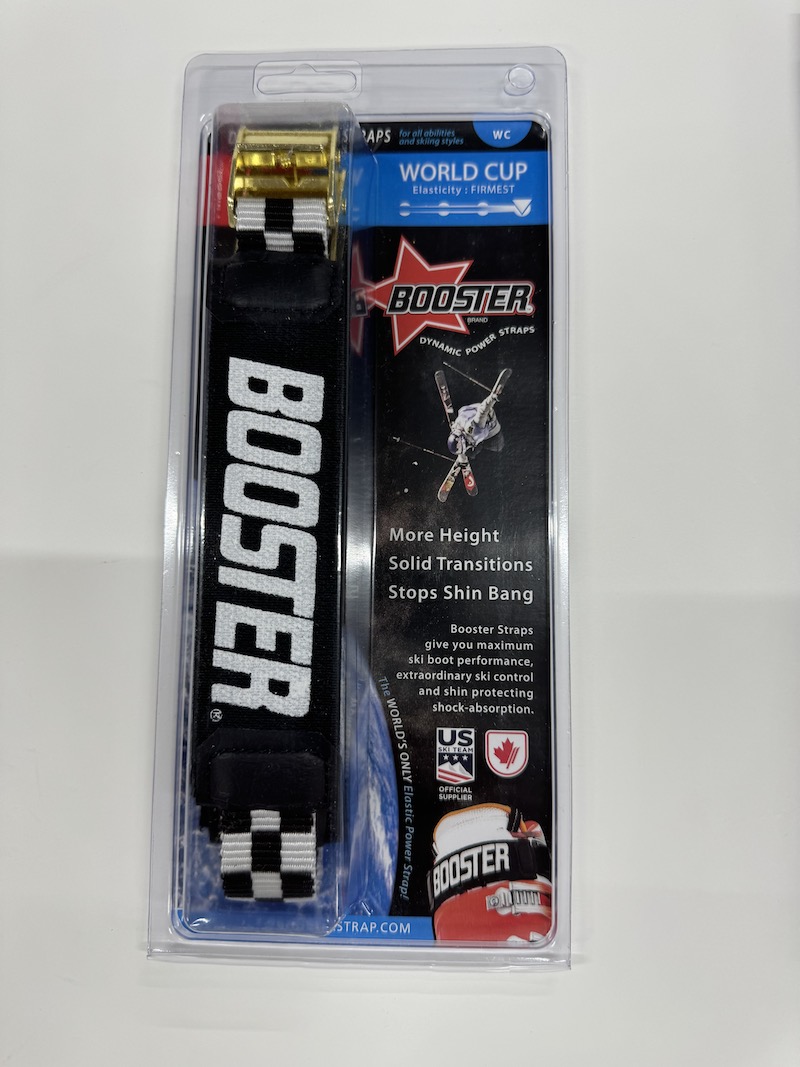 RAPS
for all abilities
and skiing styles
WC
WORLD CUP
Elasticity : FIRMEST
BOOSTER®
BRAND
DYNAMIC POWER STRAPS
BOOSTER®
More Height
Solid Transitions
Stops Shin Bang
Booster Straps
give you maximum
ski boot performance,
extraordinary ski control
and shin protecting
shock-absorption.
The WORLD'S ONLY Elastic Power Strap!
US
SKI TEAM
OFFICIAL
SUPPLIER
BOOSTER
STRAP.COM